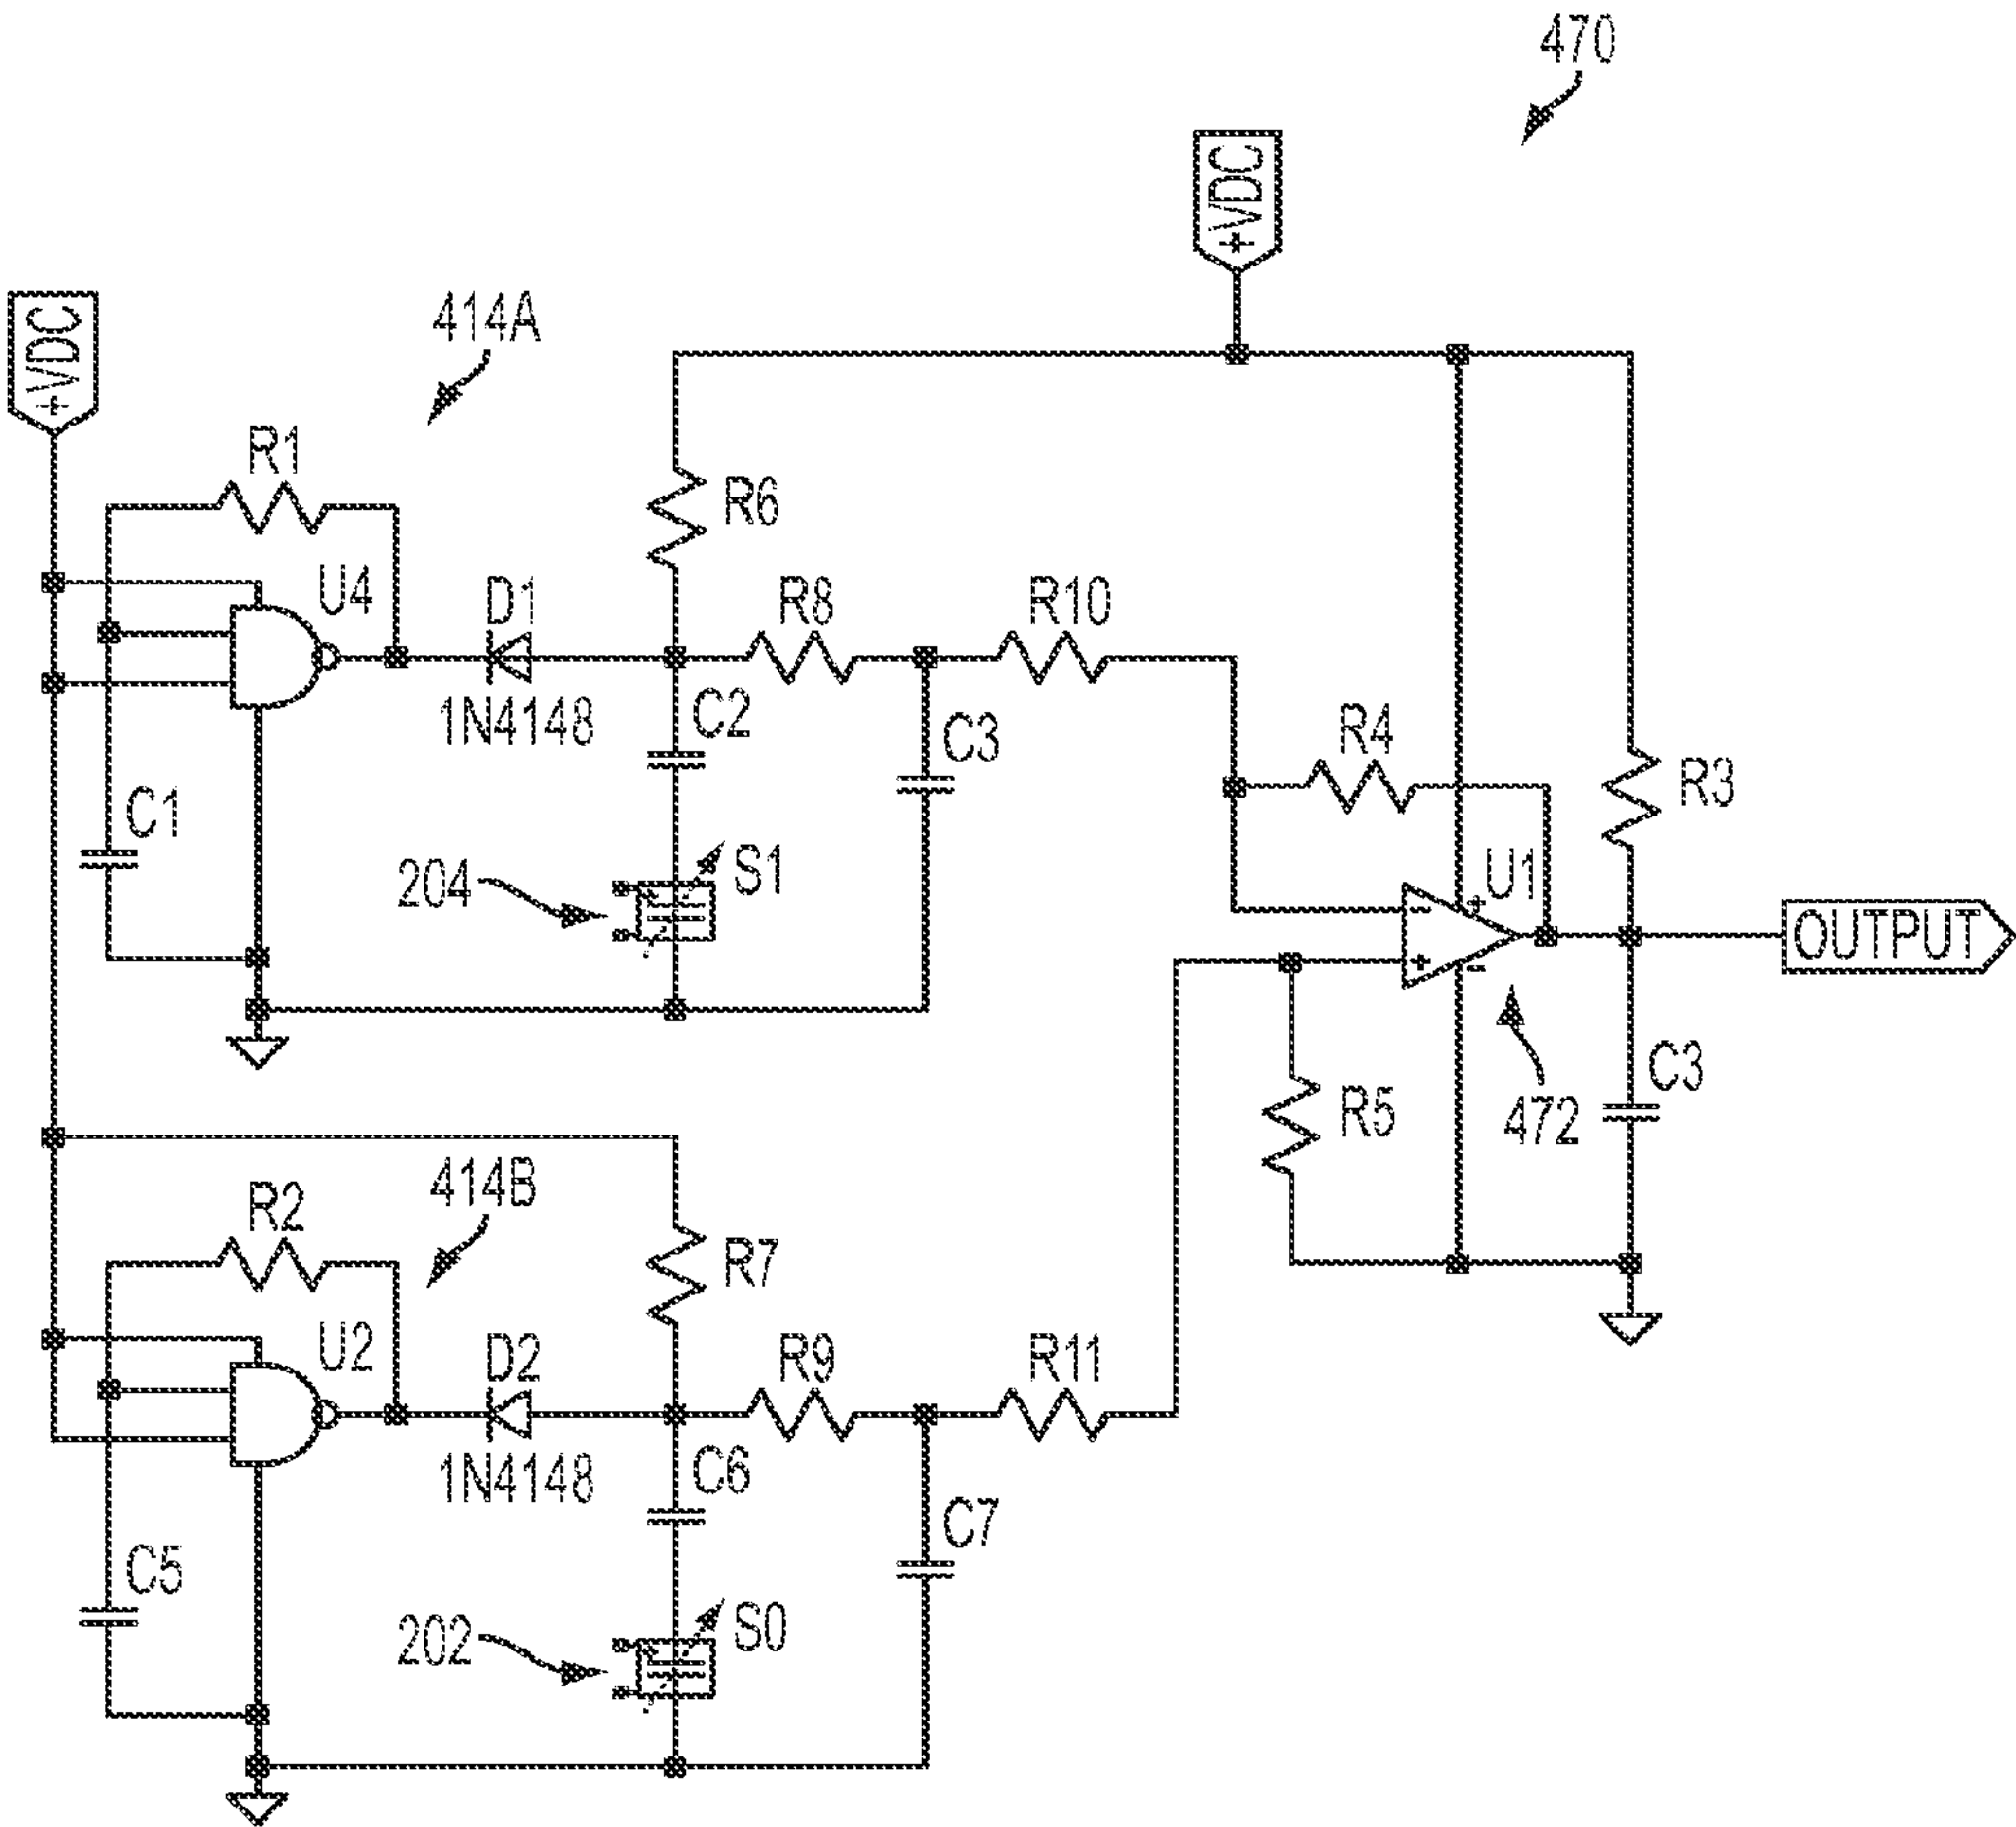 470
+VDC
+VDC
414A
R1
R6
U4
D1
R8
R10
1N4148
C2
C3
R4
R3
C1
204
S1
U1
-
+
+
-
OUTPUT
R5
472
C3
R2
414B
R7
U2
D2
R9
R11
1N4148
C6
C7
C5
202
S0